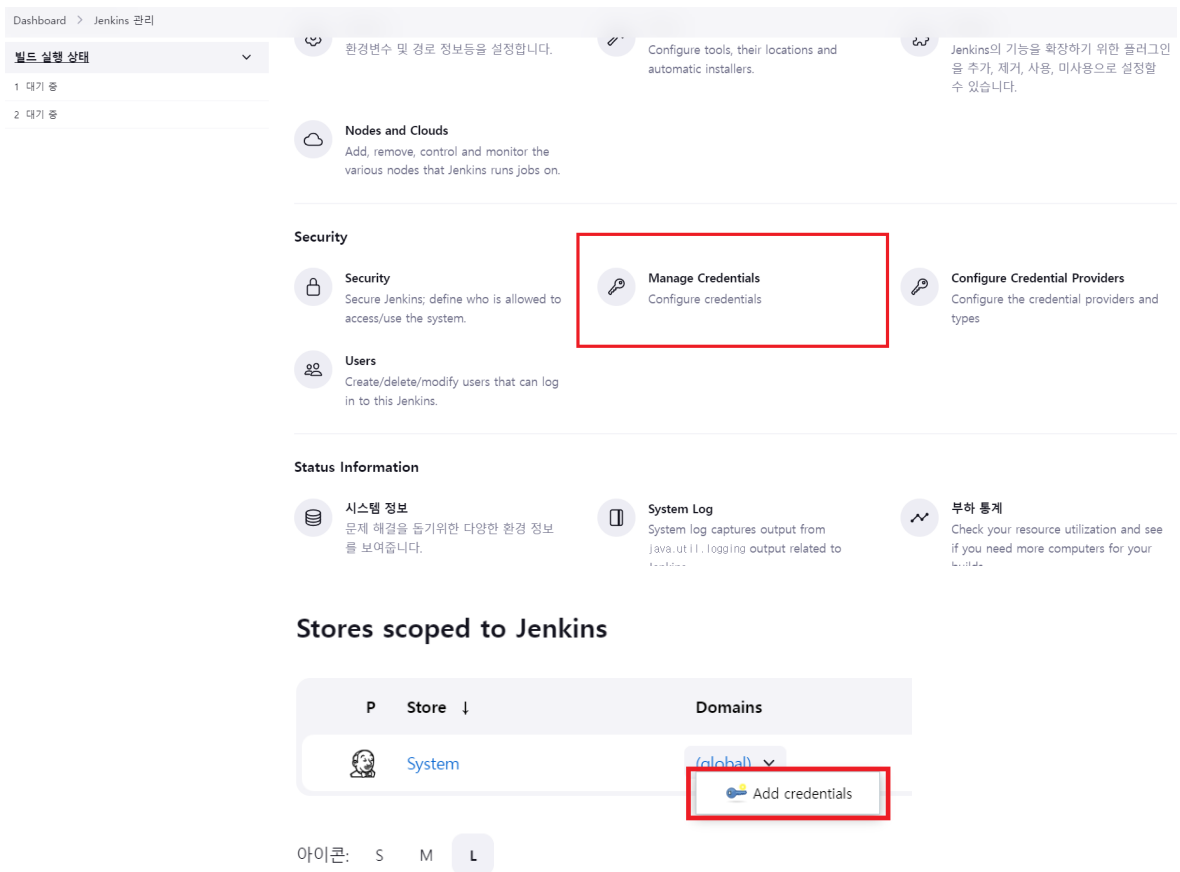 Dashboard > Jenkins 관리
빌드 실행 상태
1 대기 중
2 대기 중
환경변수 및 경로 정보등을 설정합니다.
Configure tools, their locations and
automatic installers.
Jenkins의 기능을 확장하기 위한 플러그인
을 추가, 제거, 사용, 미사용으로 설정할
수 있습니다.
Nodes and Clouds
Add, remove, control and monitor the
various nodes that Jenkins runs jobs on.
Security
Security
Secure Jenkins; define who is allowed to
access/use the system.
Manage Credentials
Configure credentials
Configure Credential Providers
Configure the credential providers and
types
Users
Create/delete/modify users that can log
in to this Jenkins.
Status Information
시스템 정보
문제 해결을 돕기위한 다양한 환경 정보
를 보여줍니다.
System Log
System log captures output from
java.util.logging output related to
Jenkins
부하 통계
Check your resource utilization and see
if you need more computers for your
builds
Stores scoped to Jenkins
P Store ↓ Domains
System (global)
Add credentials
아이콘: S M L